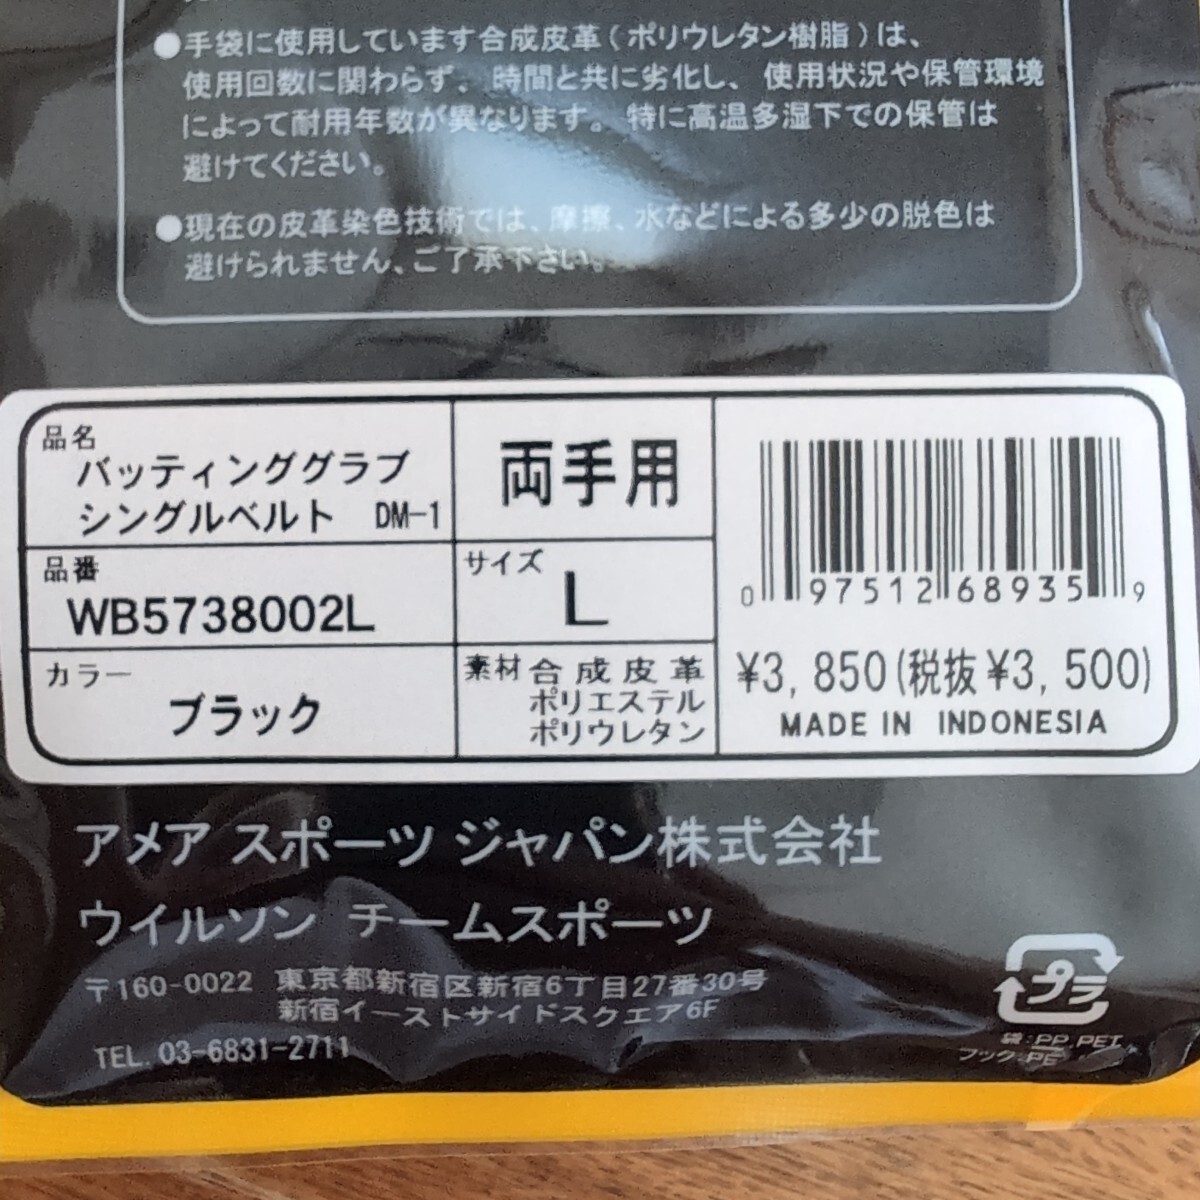 ●手袋に使用しています合成皮革(ポリウレタン樹脂)は、
使用回数に関わらず、時間と共に劣化し、使用状況や保管環境
によって耐用年数が異なります。特に高温多湿下での保管は
避けてください。
●現在の皮革染色技術では、摩擦、水などによる多少の脱色は
避けられません、ご了承下さい。
品名
バッティンググラブ
シングルベルト DM-1
両手用
品番
WB5738002L
サイズ
L
カラー
ブラック
素材 合成皮革
ポリエステル
ポリウレタン
0 97512 68935 9
¥3,850(税抜¥3,500)
MADE IN INDONESIA
アメア スポーツ ジャパン株式会社
ウイルソン チームスポーツ
〒160-0022 東京都新宿区新宿6丁目27番30号
新宿イーストサイドスクエア6F
TEL. 03-6831-2711
プラ
袋:PP,PET
フック:PE